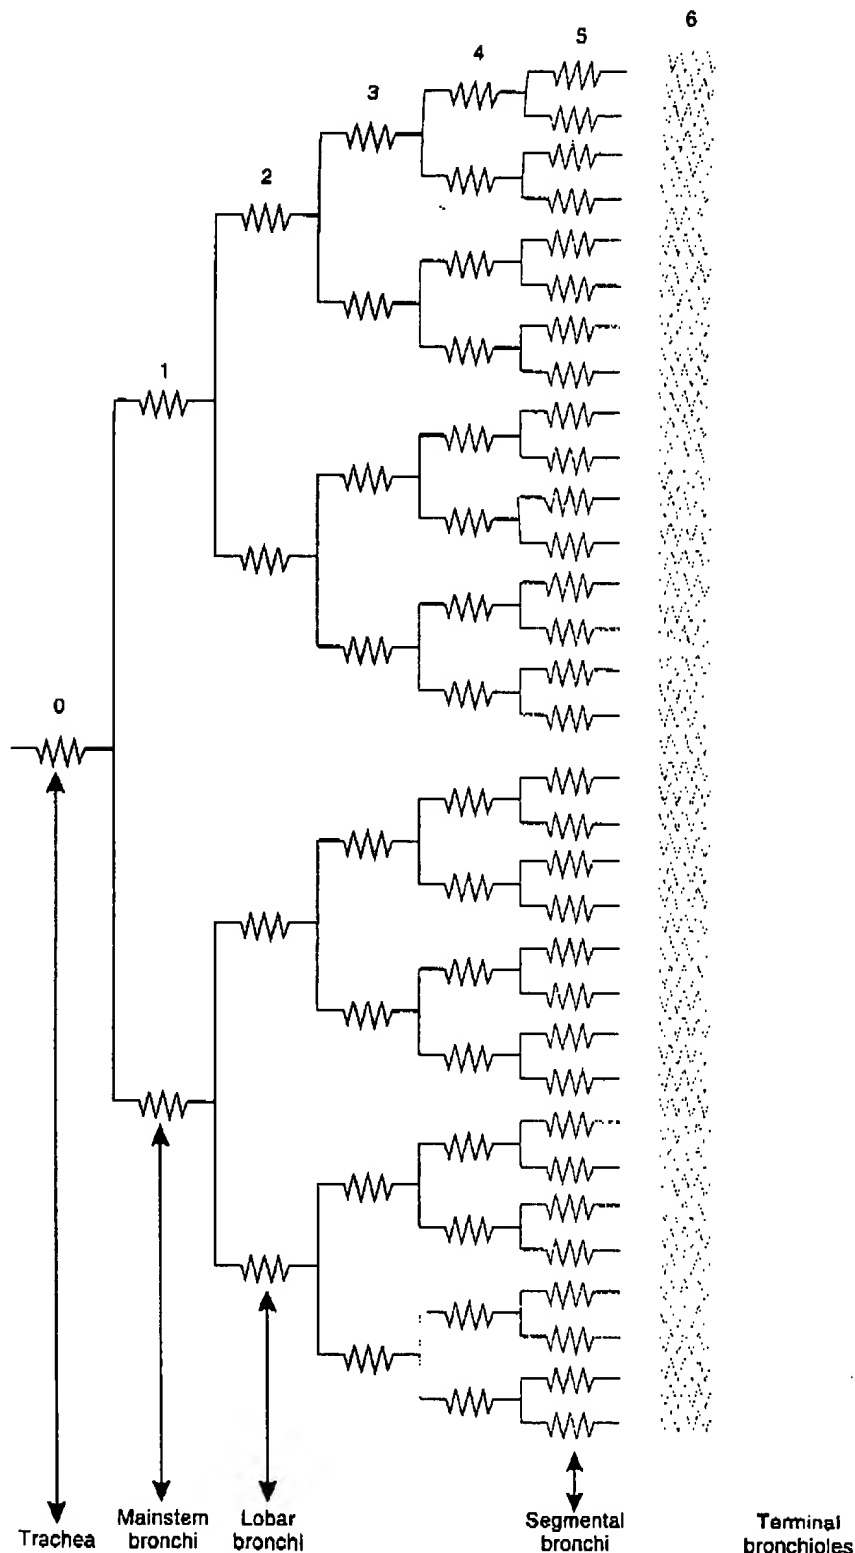 6
5
4
3
2
1
0
Trachea
Mainstem
bronchi
Lobar
bronchi
Segmental
bronchi
Terminal
bronchioles